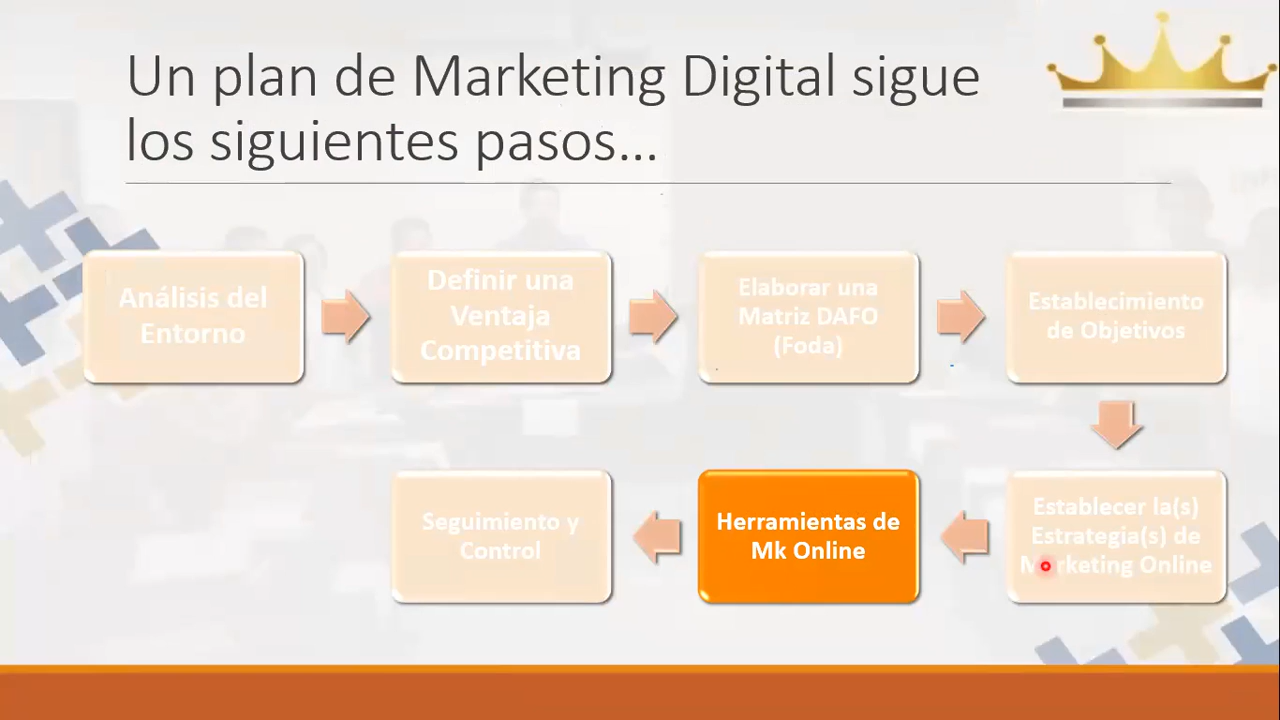 Un plan de Marketing Digital sigue
los siguientes pasos...
Análisis del
Entorno
Definir una
Ventaja
Competitiva
Elaborar una
Matriz DAFO
(Foda)
Establecimiento
de Objetivos
Establecer la(s)
Estrategia(s) de
Marketing Online
Herramientas de
Mk Online
Seguimiento y
Control